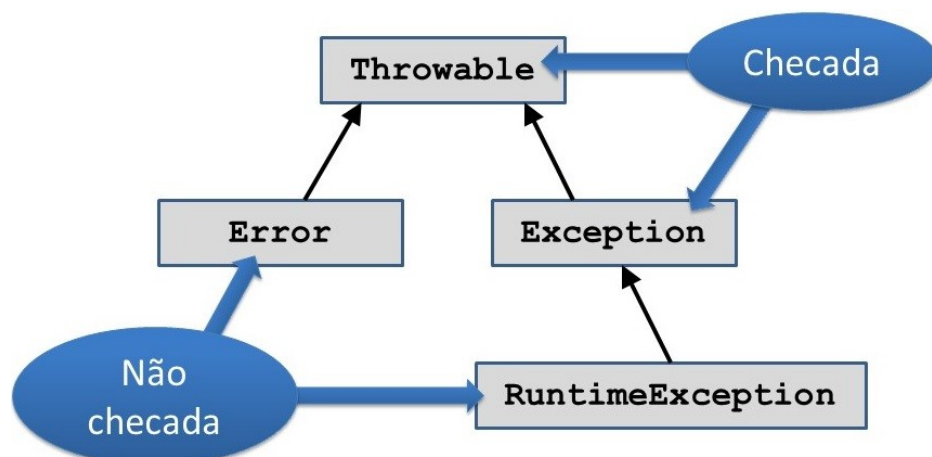 Throwable
Checada
Error
Exception
Não
checada
RuntimeException